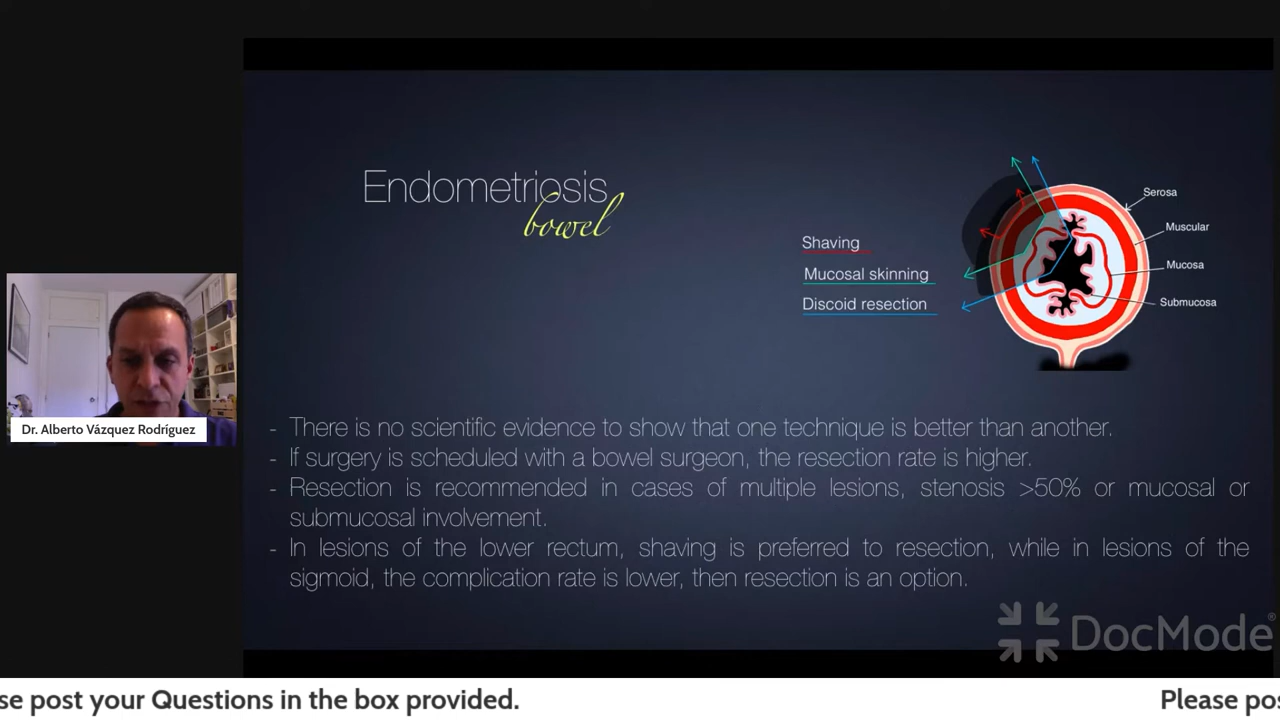 Endometriosis
bowel
Shaving
Mucosal skinning
Discoid resection
Serosa
Muscular
Mucosa
Submucosa
Dr. Alberto Vázquez Rodríguez
- There is no scientific evidence to show that one technique is better than another.
- If surgery is scheduled with a bowel surgeon, the resection rate is higher.
- Resection is recommended in cases of multiple lesions, stenosis >50% or mucosal or
submucosal involvement.
- In lesions of the lower rectum, shaving is preferred to resection, while in lesions of the
sigmoid, the complication rate is lower, then resection is an option.
DocMode®
se post your Questions in the box provided.
Please pos